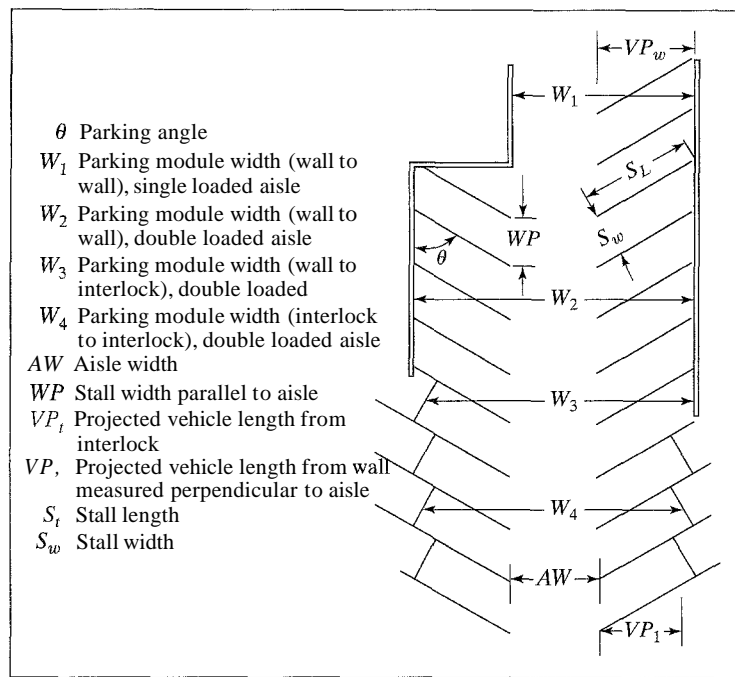 θ Parking angle
W₁ Parking module width (wall to
wall), single loaded aisle
W₂ Parking module width (wall to
wall), double loaded aisle
W₃ Parking module width (wall to
interlock), double loaded
W₄ Parking module width (interlock
to interlock), double loaded aisle
AW Aisle width
WP Stall width parallel to aisle
VPₜ Projected vehicle length from
interlock
VP, Projected vehicle length from wall
measured perpendicular to aisle
Sₜ Stall length
S_w Stall width
VP_w
W₁
S_L
WP
S_w
θ
W₂
W₃
W₄
AW
VP₁